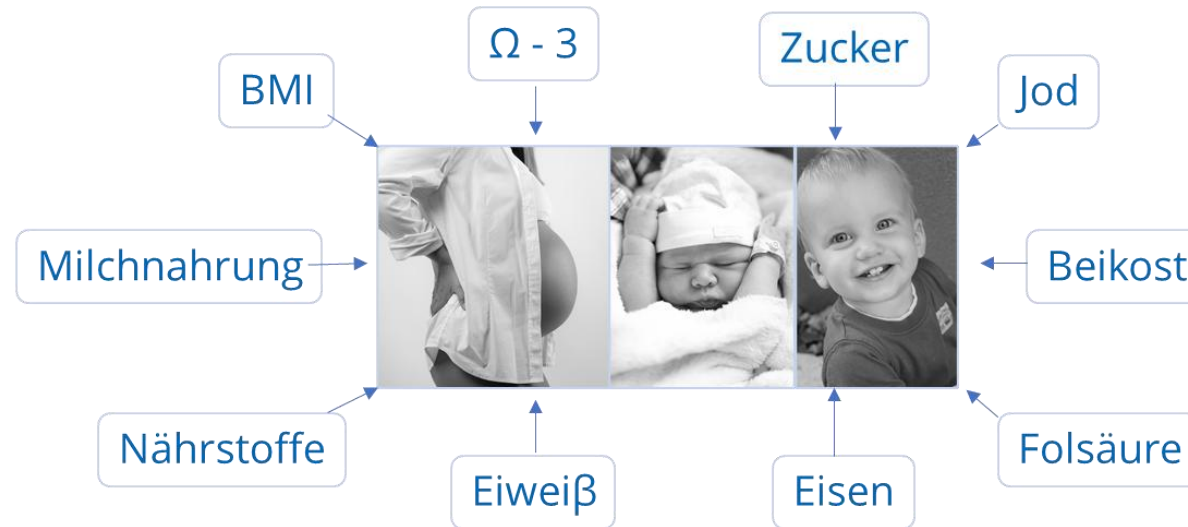 Ω - 3
Zucker
BMI
Jod
Milchnahrung
Beikost
Nährstoffe
Folsäure
Eiweiβ
Eisen